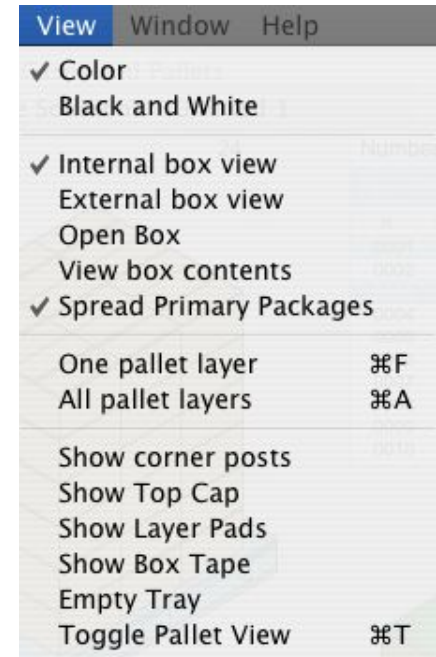 View Window Help
✓ Color
Black and White
✓ Internal box view
External box view
Open Box
View box contents
✓ Spread Primary Packages
One pallet layer ⌘F
All pallet layers ⌘A
Show corner posts
Show Top Cap
Show Layer Pads
Show Box Tape
Empty Tray
Toggle Pallet View ⌘T